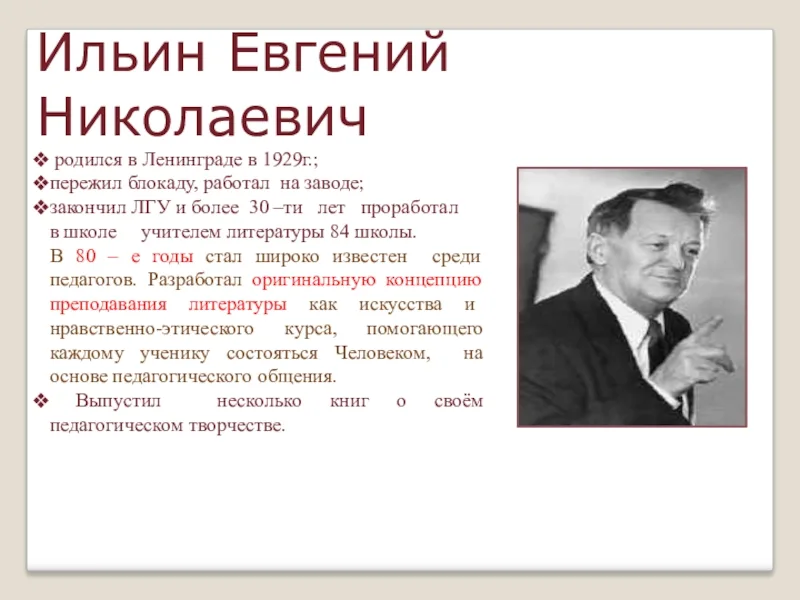 Ильин Евгений
Николаевич
❖ родился в Ленинграде в 1929г.;
❖пережил блокаду, работал на заводе;
❖закончил ЛГУ и более 30 –ти лет проработал
в школе учителем литературы 84 школы.
В 80 – е годы стал широко известен среди
педагогов. Разработал оригинальную концепцию
преподавания литературы как искусства и
нравственно-этического курса, помогающего
каждому ученику состояться Человеком, на
основе педагогического общения.
❖ Выпустил несколько книг о своём
педагогическом творчестве.